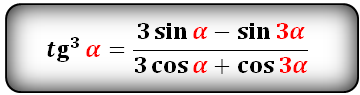 tg³ α = (3 sin α − sin 3α) / (3 cos α + cos 3α)